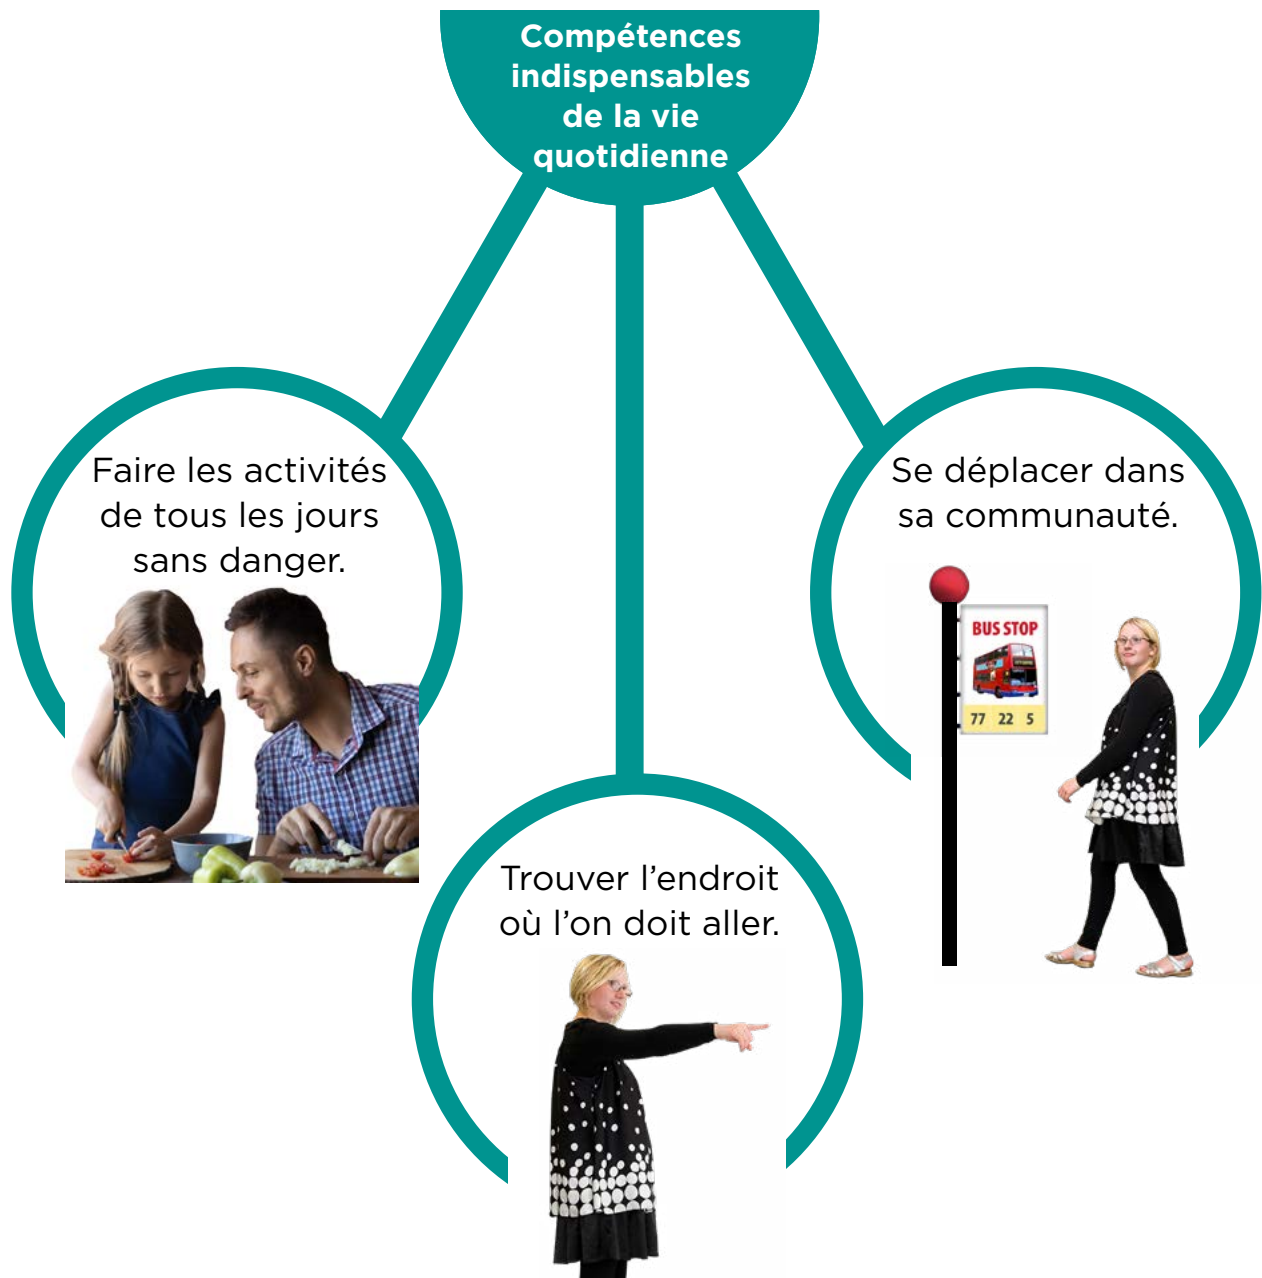 Compétences
indispensables
de la vie
quotidienne
Faire les activités
de tous les jours
sans danger.
Se déplacer dans
sa communauté.
BUS STOP
77 22 5
Trouver l’endroit
où l’on doit aller.